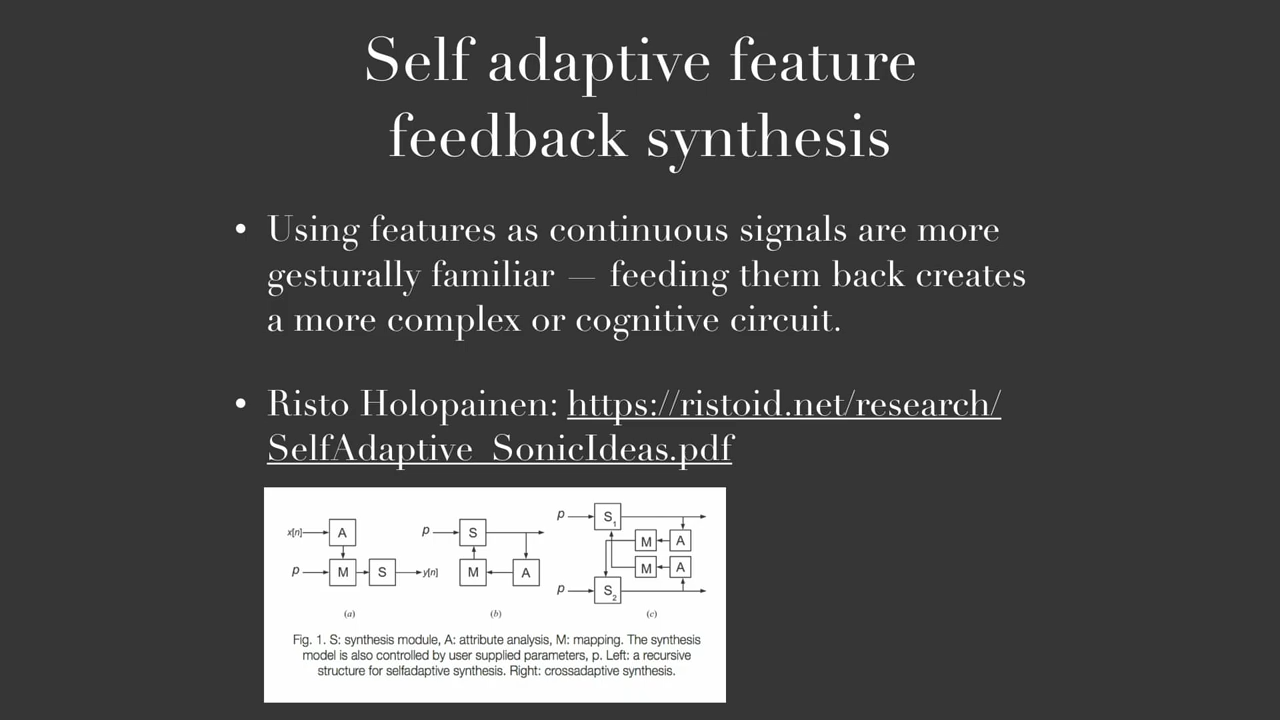 Self adaptive feature
feedback synthesis
• Using features as continuous signals are more
gesturally familiar — feeding them back creates
a more complex or cognitive circuit.
• Risto Holopainen: https://ristoid.net/research/
SelfAdaptive_SonicIdeas.pdf
x[n] A
p M S y[n]
(a)
p S
M A
(b)
p S1
M A
M A
p S2
(c)
Fig. 1. S: synthesis module, A: attribute analysis, M: mapping. The synthesis
model is also controlled by user supplied parameters, p. Left: a recursive
structure for selfadaptive synthesis. Right: crossadaptive synthesis.